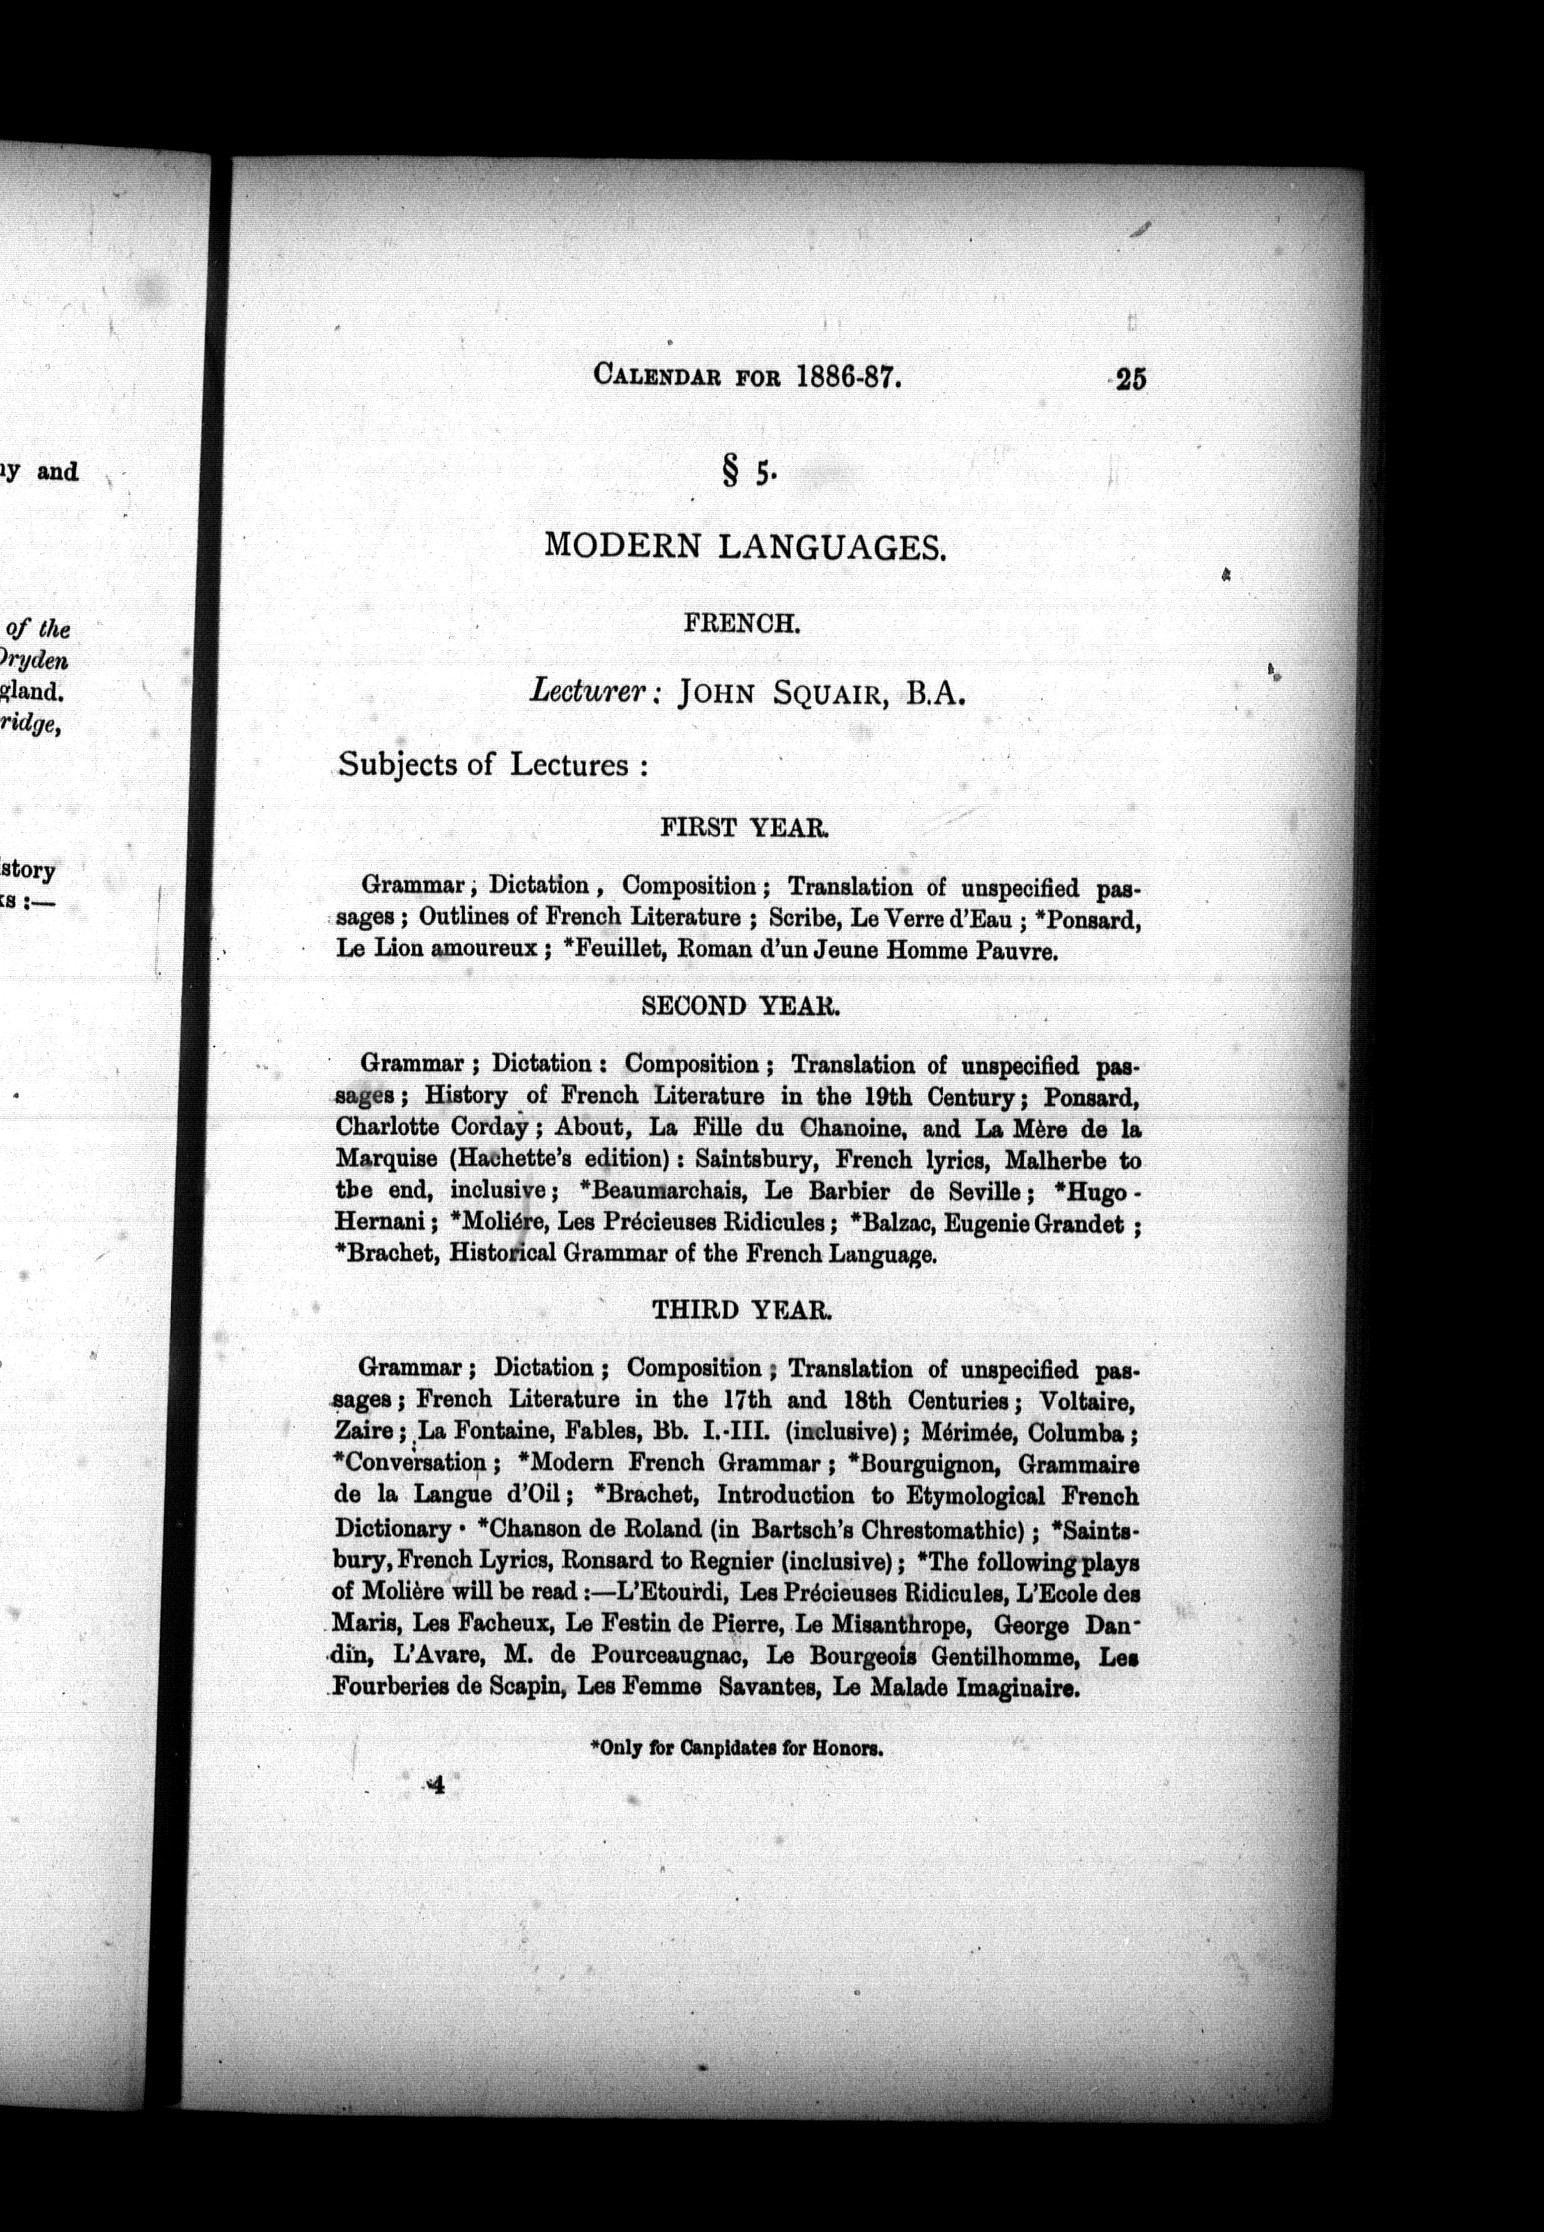 and
of the
Dryden
gland.
ridge,
story
ks :—
CALENDAR FOR 1886-87. 25
§ 5.
MODERN LANGUAGES.
FRENCH.
Lecturer: JOHN SQUAIR, B.A.
Subjects of Lectures :
FIRST YEAR.
Grammar; Dictation, Composition; Translation of unspecified pas-
sages; Outlines of French Literature; Scribe, Le Verre d'Eau; *Ponsard,
Le Lion amoureux; *Feuillet, Roman d'un Jeune Homme Pauvre.
SECOND YEAR.
Grammar; Dictation: Composition; Translation of unspecified pas-
sages; History of French Literature in the 19th Century; Ponsard,
Charlotte Corday; About, La Fille du Chanoine, and La Mère de la
Marquise (Hachette's edition): Saintsbury, French lyrics, Malherbe to
the end, inclusive; *Beaumarchais, Le Barbier de Seville; *Hugo-
Hernani; *Moliére, Les Précieuses Ridicules; *Balzac, Eugenie Grandet;
*Brachet, Historical Grammar of the French Language.
THIRD YEAR.
Grammar; Dictation; Composition; Translation of unspecified pas-
sages; French Literature in the 17th and 18th Centuries; Voltaire,
Zaire; La Fontaine, Fables, Bb. I.-III. (inclusive); Mérimée, Columba;
*Conversation; *Modern French Grammar; *Bourguignon, Grammaire
de la Langue d'Oil; *Brachet, Introduction to Etymological French
Dictionary · *Chanson de Roland (in Bartsch's Chrestomathic); *Saints-
bury, French Lyrics, Ronsard to Regnier (inclusive); *The following plays
of Molière will be read:—L'Etourdi, Les Précieuses Ridicules, L'Ecole des
Maris, Les Facheux, Le Festin de Pierre, Le Misanthrope, George Dan-
din, L'Avare, M. de Pourceaugnac, Le Bourgeois Gentilhomme, Les
Fourberies de Scapin, Les Femme Savantes, Le Malade Imaginaire.
*Only for Canpidates for Honors.
4